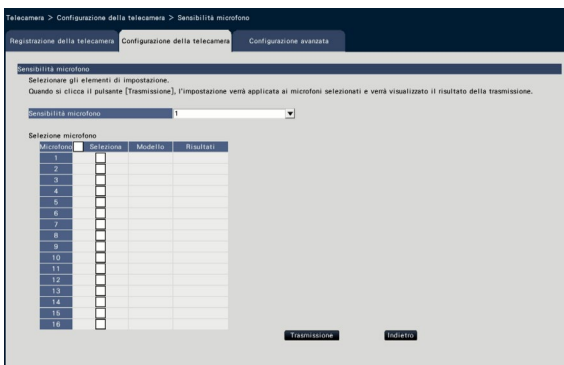 Telecamera > Configurazione della telecamera > Sensibilità microfono
Registrazione della telecamera Configurazione della telecamera Configurazione avanzata
Sensibilità microfono
Selezionare gli elementi di impostazione.
Quando si clicca il pulsante [Trasmissione], l'impostazione verrà applicata ai microfoni selezionati e verrà visualizzato il risultato della trasmissione.
Sensibilità microfono 1
Selezione microfono
Microfono Seleziona Modello Risultati
1
2
3
4
5
6
7
8
9
10
11
12
13
14
15
16
Trasmissione Indietro